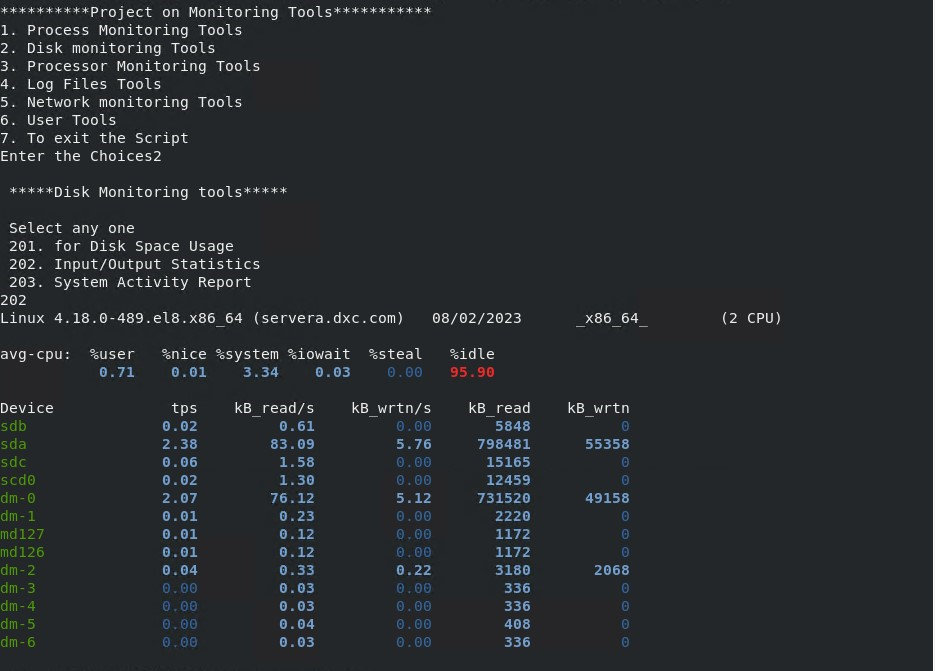 **********Project on Monitoring Tools***********
1. Process Monitoring Tools
2. Disk monitoring Tools
3. Processor Monitoring Tools
4. Log Files Tools
5. Network monitoring Tools
6. User Tools
7. To exit the Script
Enter the Choices2
*****Disk Monitoring tools*****
Select any one
201. for Disk Space Usage
202. Input/Output Statistics
203. System Activity Report
202
Linux 4.18.0-489.el8.x86_64 (servera.dxc.com) 08/02/2023 _x86_64_ (2 CPU)
avg-cpu: %user %nice %system %iowait %steal %idle
0.71 0.01 3.34 0.03 0.00 95.90
Device tps kB_read/s kB_wrtn/s kB_read kB_wrtn
sdb 0.02 0.61 0.00 5848 0
sda 2.38 83.09 5.76 798481 55358
sdc 0.06 1.58 0.00 15165 0
scd0 0.02 1.30 0.00 12459 0
dm-0 2.07 76.12 5.12 731520 49158
dm-1 0.01 0.23 0.00 2220 0
md127 0.01 0.12 0.00 1172 0
md126 0.01 0.12 0.00 1172 0
dm-2 0.04 0.33 0.22 3180 2068
dm-3 0.00 0.03 0.00 336 0
dm-4 0.00 0.03 0.00 336 0
dm-5 0.00 0.04 0.00 408 0
dm-6 0.00 0.03 0.00 336 0